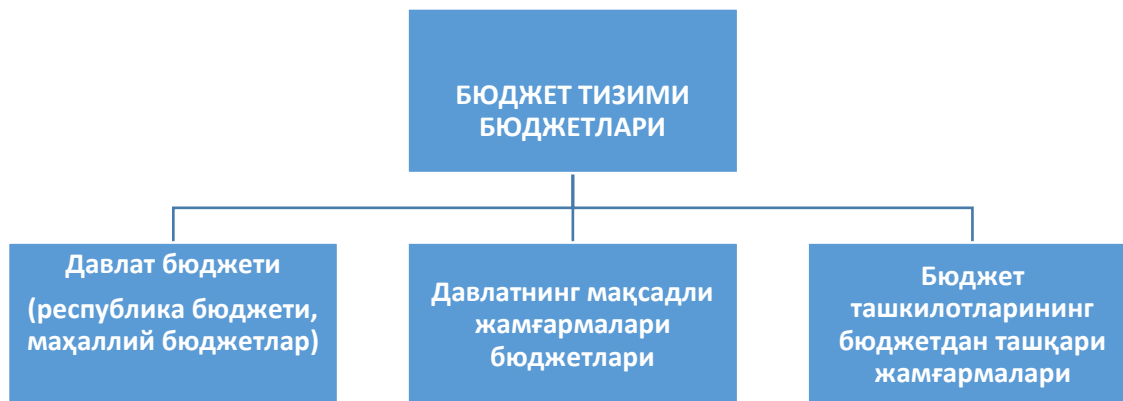 БЮДЖЕТ ТИЗИМИ
БЮДЖЕТЛАРИ
Давлат бюджети
(республика бюджети,
маҳаллий бюджетлар)
Давлатнинг мақсадли
жамғармалари
бюджетлари
Бюджет
ташкилотларининг
бюджетдан ташқари
жамғармалари